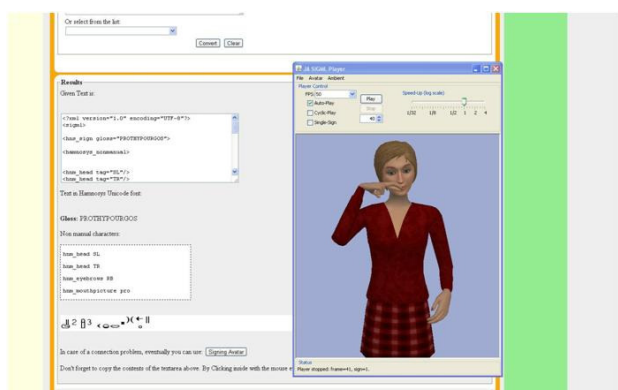 Or select from the list:
Convert Clear
Results
Given Text is:
<?xml version="1.0" encoding="UTF-8"?>
<sigml>
<hns_sign gloss="PROTHYPOURGOS">
<hamnosys_nonmanual>
<hnm_head tag="SL"/>
<hnm_head tag="TR"/>
Text in Hamnosys Unicode font:
Gloss: PROTHYPOURGOS
Non manual characters:
hnm_head SL
hnm_head TR
hnm_eyebrows RB
hnm_mouthpicture pro
In case of a connection problem, eventually you can use: Signing Avatar
Don't forget to copy the contents of the textarea above. By Clicking inside with the mouse
JA SiGML Player
File Avatar Ambient
Player Control
FPS/50 Play Speed-Up (log scale)
Auto-Play
Cyclic-Play Stop 1/32 1/8 1/2 1 2 4
Single-Sign
Status
Player stopped: frame=41, sign=1.